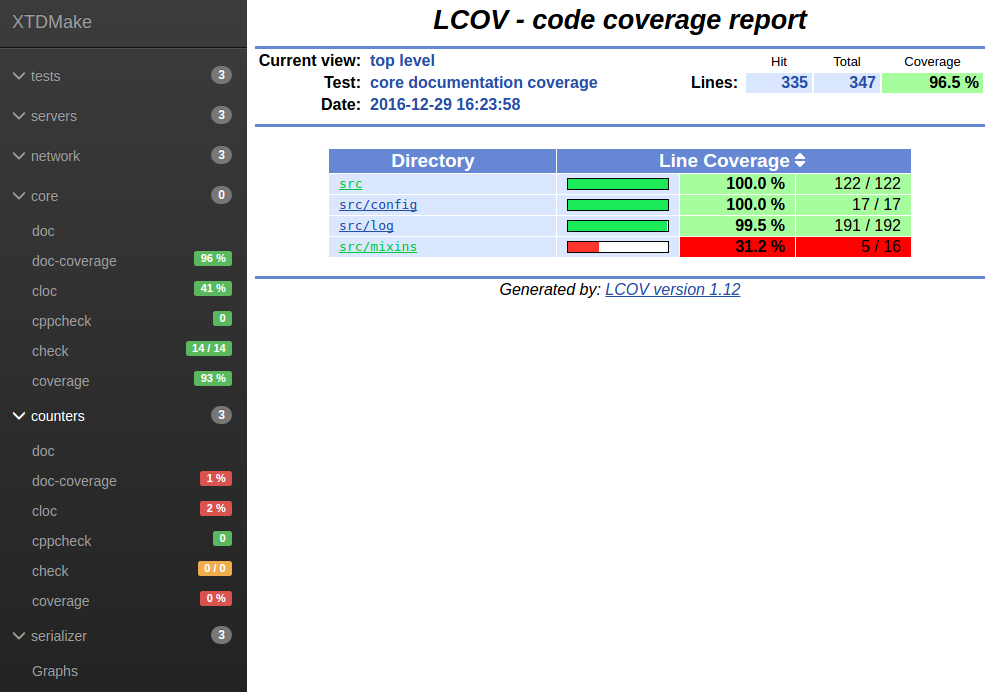 XTDMake
tests 3
servers 3
network 3
core 0
doc
doc-coverage 96 %
cloc 41 %
cppcheck 0
check 14 / 14
coverage 93 %
counters 3
doc
doc-coverage 1 %
cloc 2 %
cppcheck 0
check 0 / 0
coverage 0 %
serializer 3
Graphs
LCOV - code coverage report
Current view: top level
Hit Total Coverage
Test: core documentation coverage Lines: 335 347 96.5 %
Date: 2016-12-29 16:23:58
Directory Line Coverage
src 100.0 % 122 / 122
src/config 100.0 % 17 / 17
src/log 99.5 % 191 / 192
src/mixins 31.2 % 5 / 16
Generated by: LCOV version 1.12